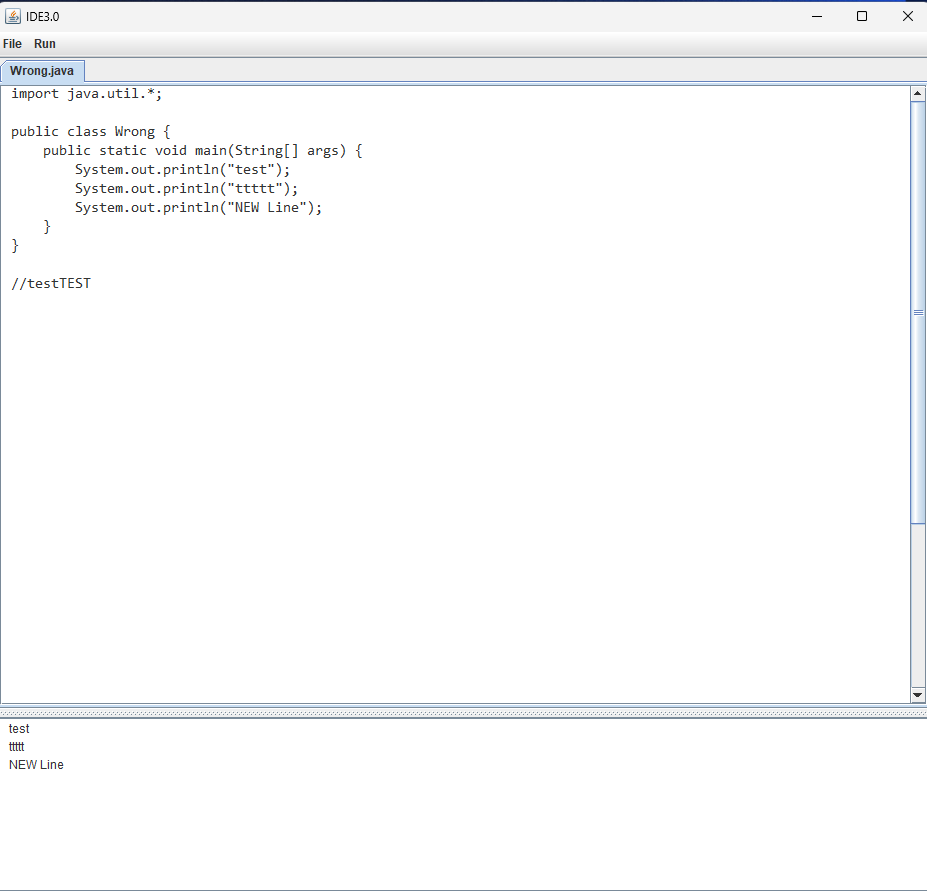 IDE3.0
File Run
Wrong.java
import java.util.*;

public class Wrong {
    public static void main(String[] args) {
        System.out.println("test");
        System.out.println("ttttt");
        System.out.println("NEW Line");
    }
}

//testTEST
test
ttttt
NEW Line